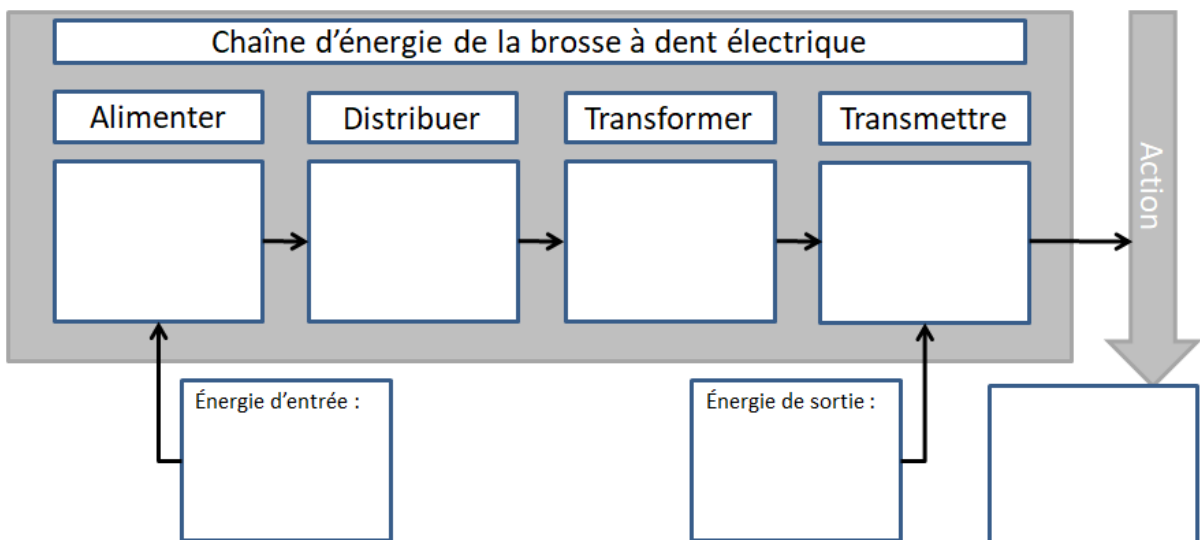 Chaîne d'énergie de la brosse à dent électrique
Alimenter
Distribuer
Transformer
Transmettre
Action
Énergie d'entrée :
Énergie de sortie :